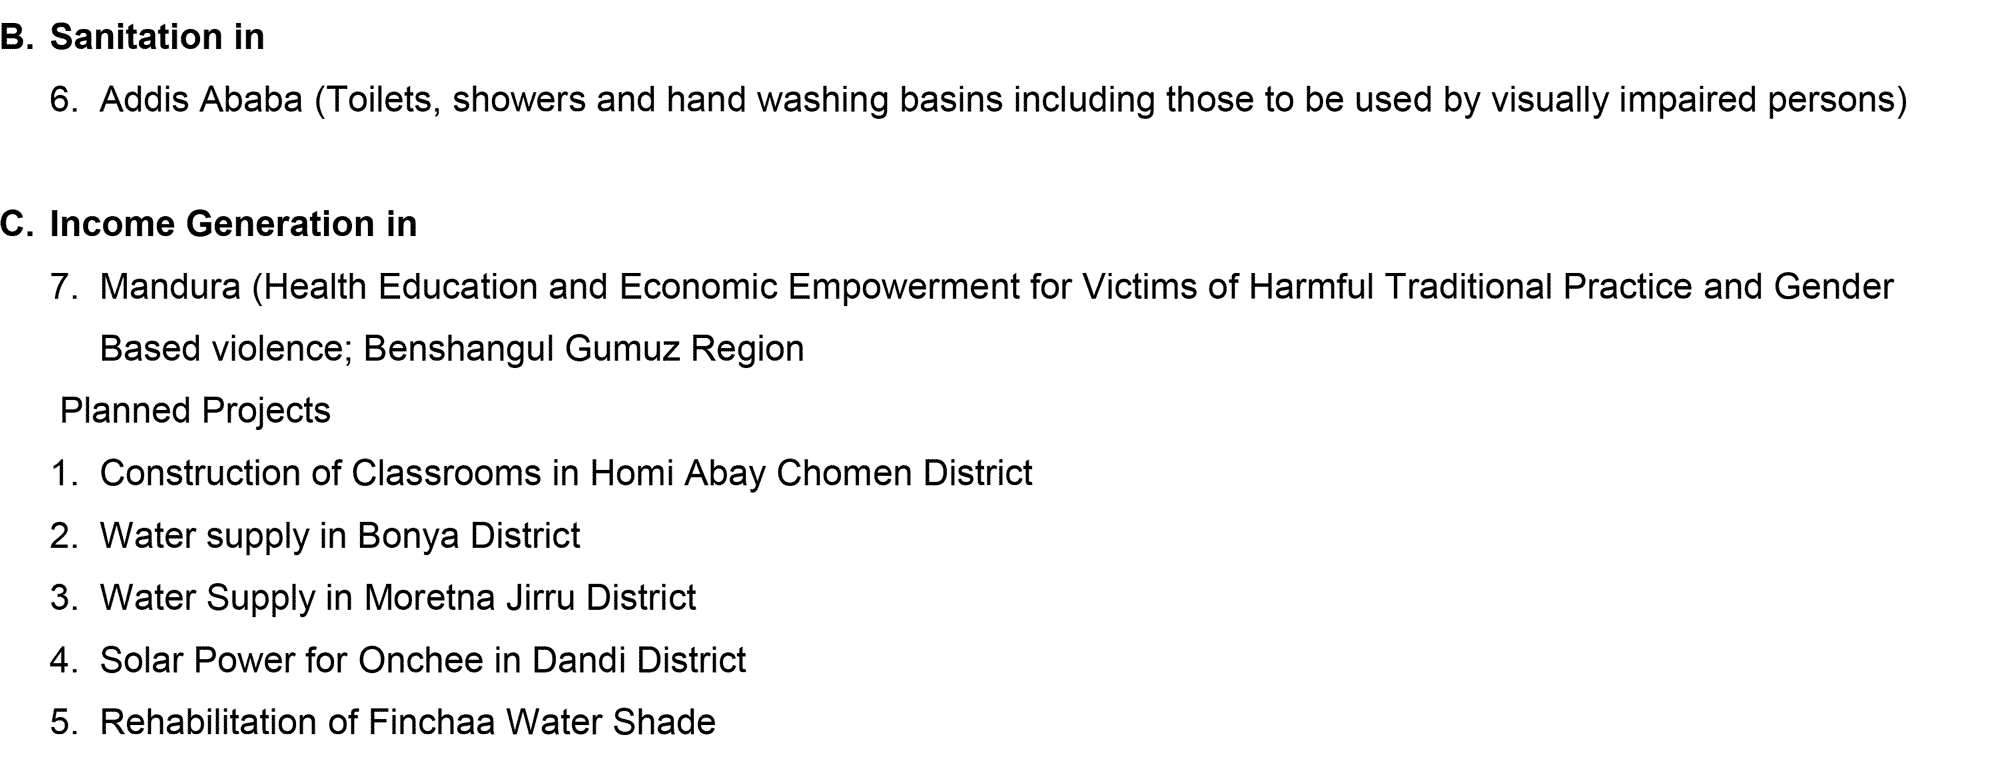 B. Sanitation in
6. Addis Ababa (Toilets, showers and hand washing basins including those to be used by visually impaired persons)
C. Income Generation in
7. Mandura (Health Education and Economic Empowerment for Victims of Harmful Traditional Practice and Gender
Based violence; Benshangul Gumuz Region
Planned Projects
1. Construction of Classrooms in Homi Abay Chomen District
2. Water supply in Bonya District
3. Water Supply in Moretna Jirru District
4. Solar Power for Onchee in Dandi District
5. Rehabilitation of Finchaa Water Shade